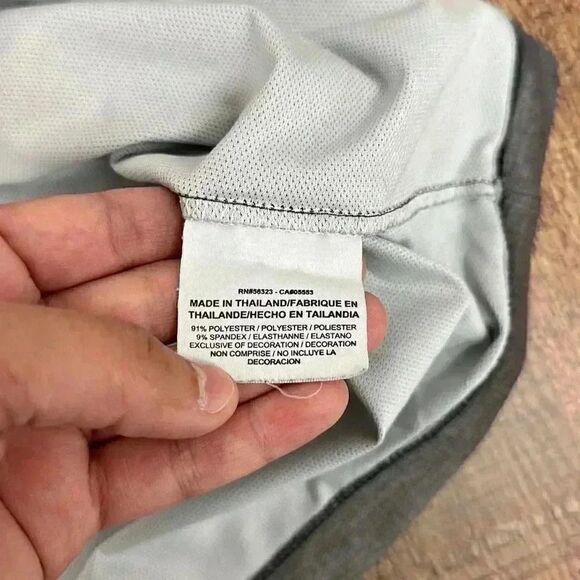 RN#56323 - CA#05553
MADE IN THAILAND/FABRIQUE EN
THAILANDE/HECHO EN TAILANDIA
91% POLYESTER / POLYESTER / POLIESTER
9% SPANDEX / ELASTHANNE / ELASTANO
EXCLUSIVE OF DECORATION / DECORATION
NON COMPRISE / NO INCLUYE LA
DECORACION